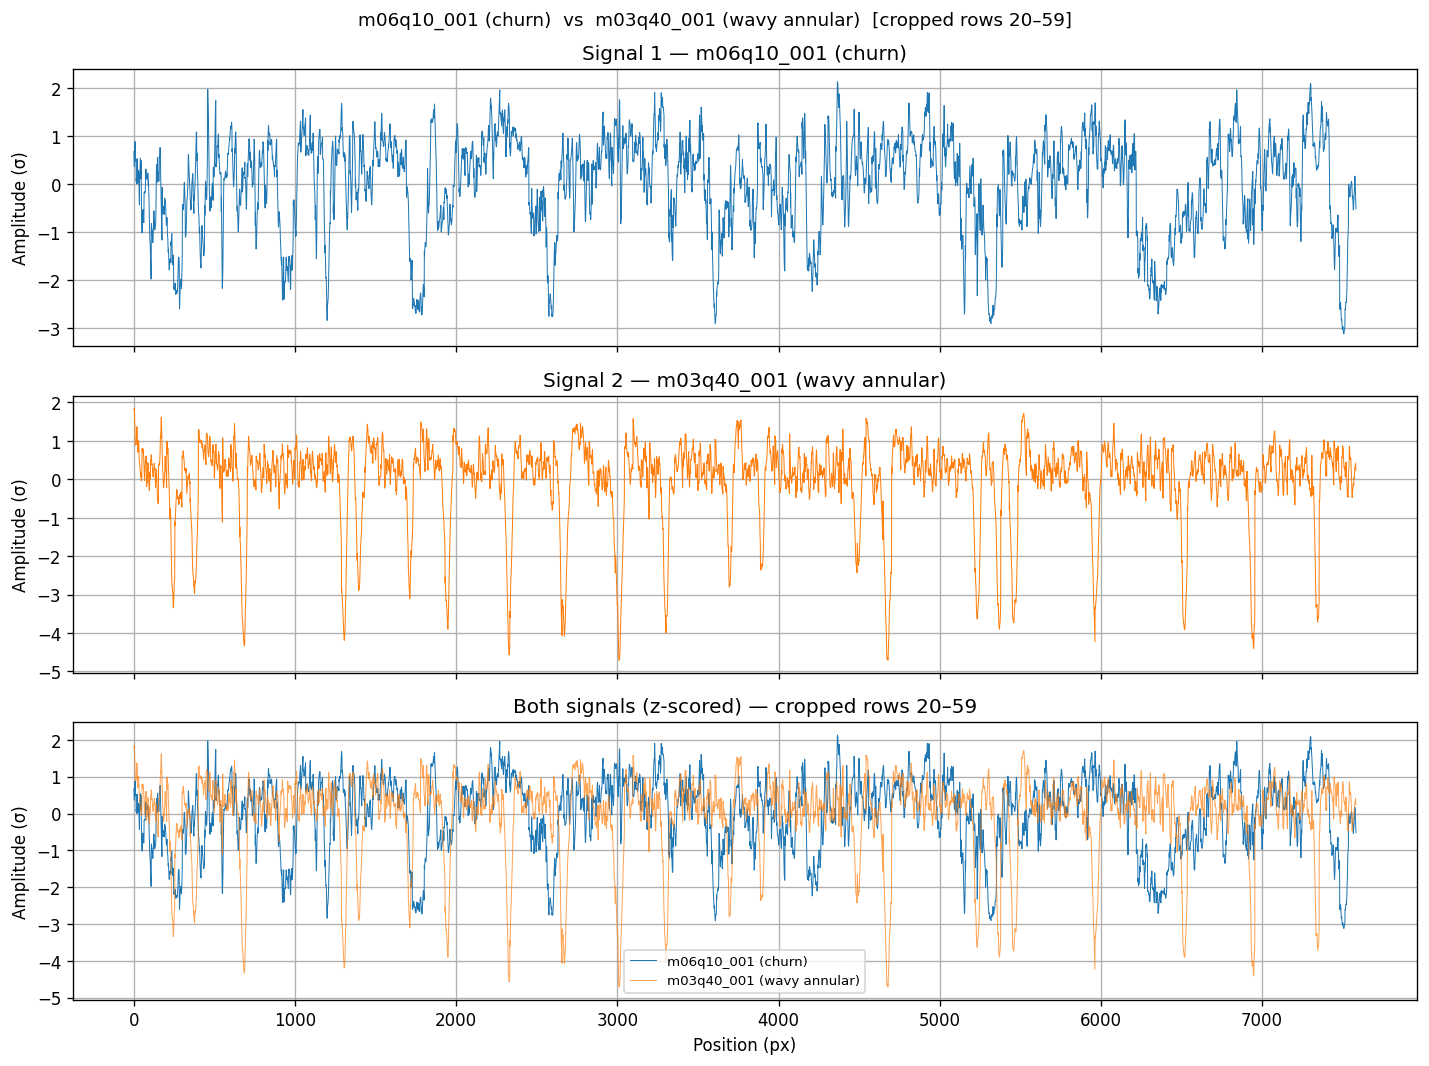 m06q10_001 (churn)  vs  m03q40_001 (wavy annular)  [cropped rows 20–59]
Signal 1 — m06q10_001 (churn)
Amplitude (σ)
2
1
0
−1
−2
−3
Signal 2 — m03q40_001 (wavy annular)
Amplitude (σ)
2
1
0
−1
−2
−3
−4
−5
Both signals (z-scored) — cropped rows 20–59
Amplitude (σ)
2
1
0
−1
−2
−3
−4
−5
m06q10_001 (churn)
m03q40_001 (wavy annular)
0 1000 2000 3000 4000 5000 6000 7000
Position (px)